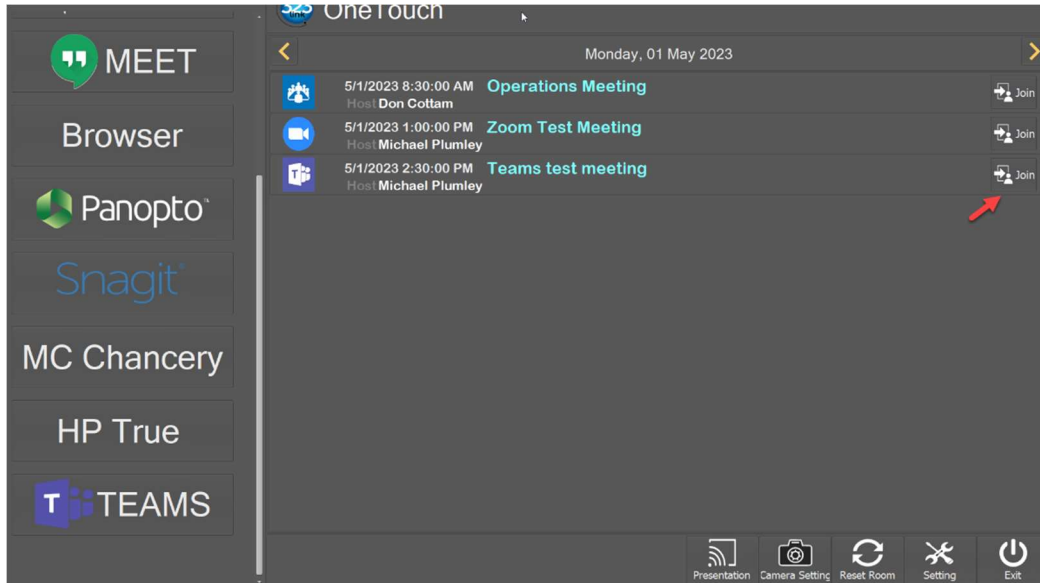 MEET
Browser
Panopto™
Snagit®
MC Chancery
HP True
T TEAMS
323
link
OneTouch
Monday, 01 May 2023
5/1/2023 8:30:00 AM Operations Meeting
Host Don Cottam
Join
5/1/2023 1:00:00 PM Zoom Test Meeting
Host Michael Plumley
Join
5/1/2023 2:30:00 PM Teams test meeting
Host Michael Plumley
Join
Presentation
Camera Setting
Reset Room
Setting
Exit